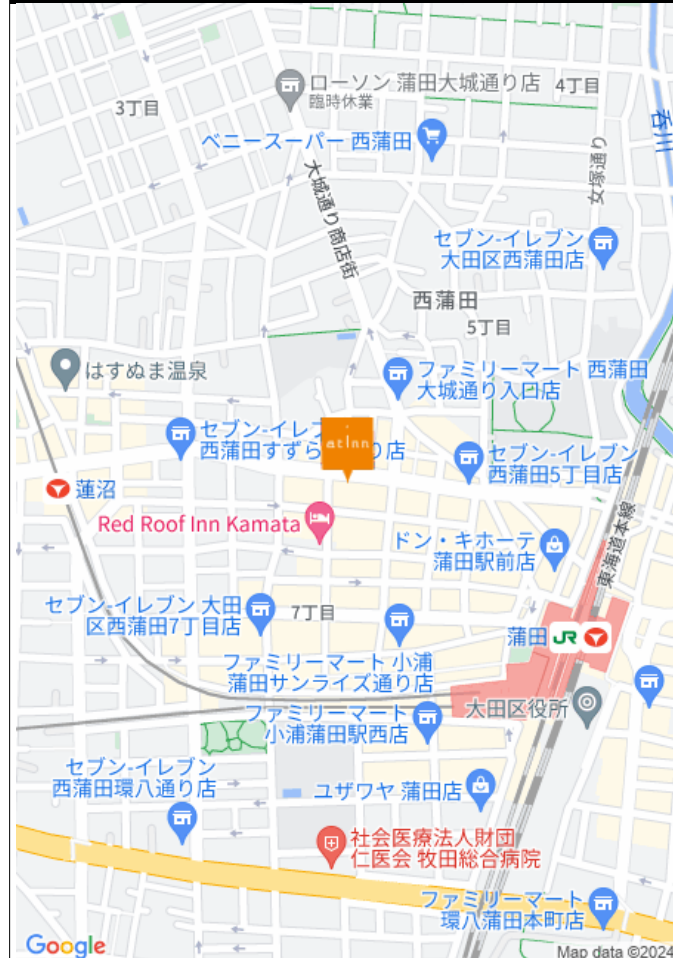 ローソン 蒲田大城通り店
臨時休業
4丁目
3丁目
呑川
ベニースーパー 西蒲田
女塚通り
大城通り商店街
セブン-イレブン
大田区西蒲田店
西蒲田
5丁目
はすぬま温泉
ファミリーマート 西蒲田
大城通り入口店
セブン-イレブ
西蒲田すずら
り店
at Inn
セブン-イレブン
西蒲田5丁目店
蓮沼
Red Roof Inn Kamata
ドン・キホーテ
蒲田駅前店
東海道本線
セブン-イレブン 大田
区西蒲田7丁目店
7丁目
蒲田
JR
ファミリーマート 小浦
蒲田サンライズ通り店
大田区役所
ファミリーマート
小浦蒲田駅西店
セブン-イレブン
西蒲田環八通り店
ユザワヤ 蒲田店
社会医療法人財団
仁医会 牧田総合病院
ファミリーマート
環八蒲田本町店
Google
Map data ©2024